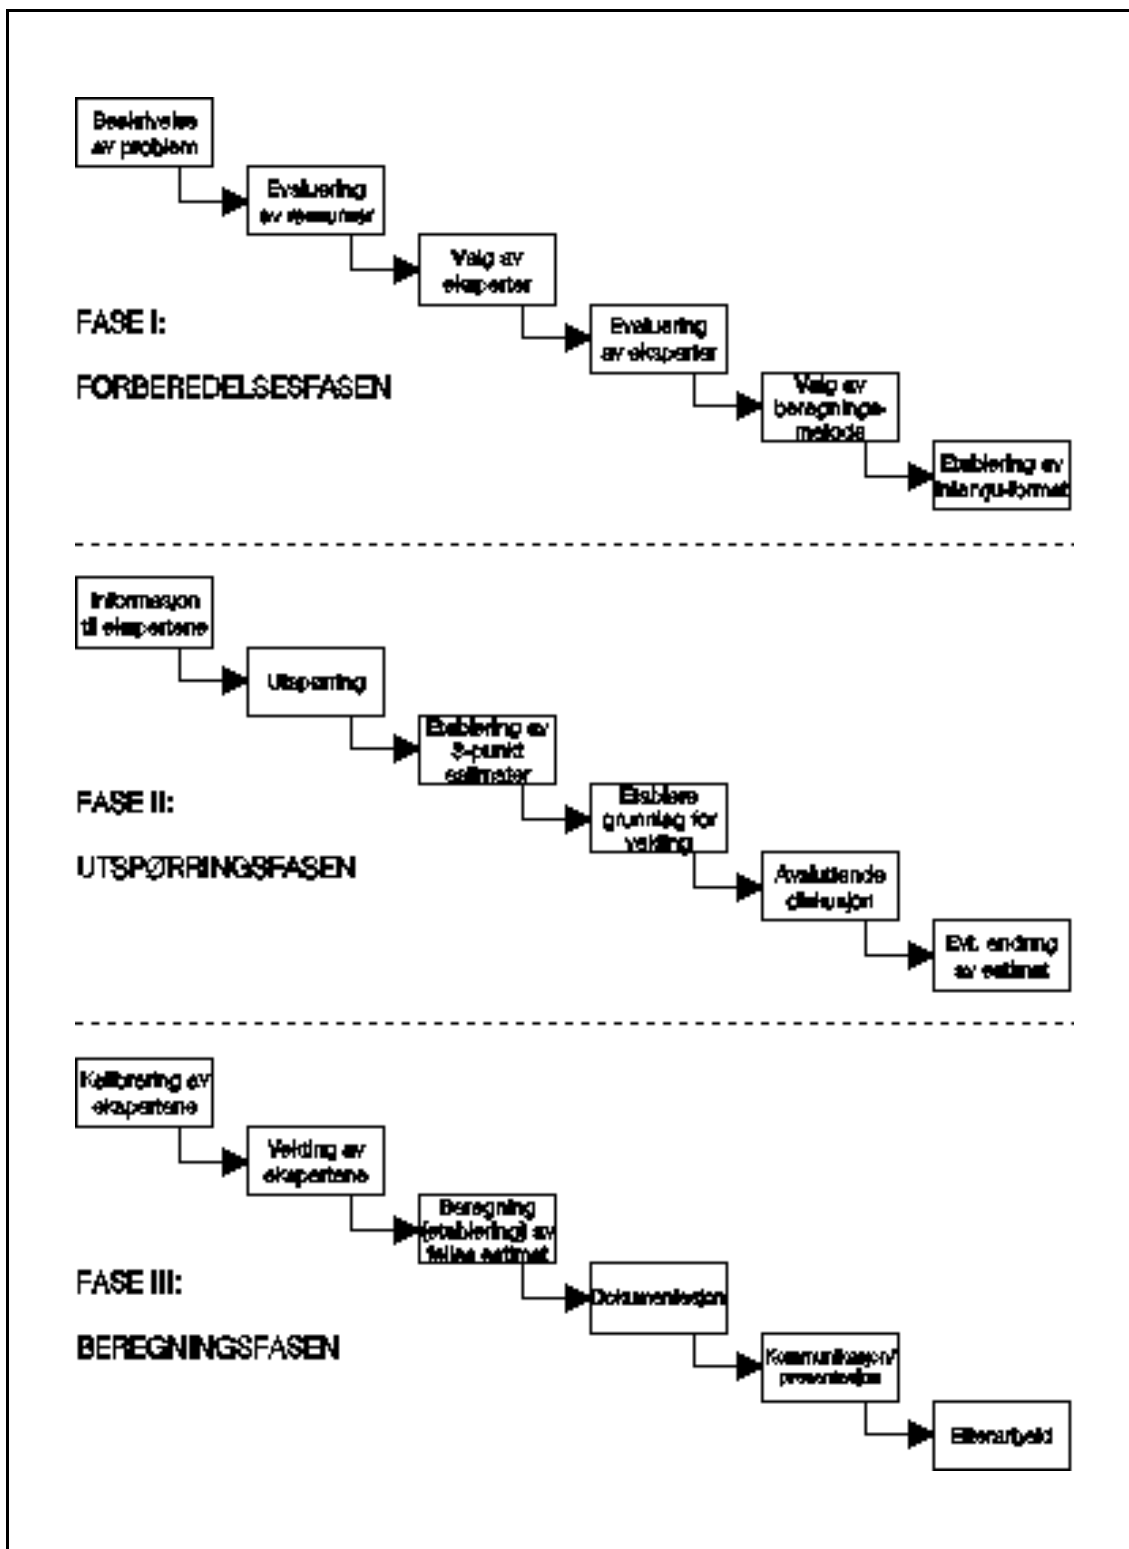 Beskrivelse
av problem
Evaluering
av ressurser
Valg av
eksperter
Evaluering
av eksperter
Valg av
beregnings-
metode
Etablering av
format
FASE I:
FORBEREDELSESFASEN
Informasjon
til ekspertene
Utspørring
Etablering av
3-punkt
estimater
Etablere
grunnlag for
vekting
Avsluttende
diskusjon
Evt. endring
av estimat
FASE II:
UTSPØRRINGSFASEN
Kalibrering av
ekspertene
Vekting av
ekspertene
Beregning
(etablering) av
felles estimat
Dokumentasjon
Kommunikasjon/
presentasjon
Etterarbeid
FASE III:
BEREGNINGSFASEN